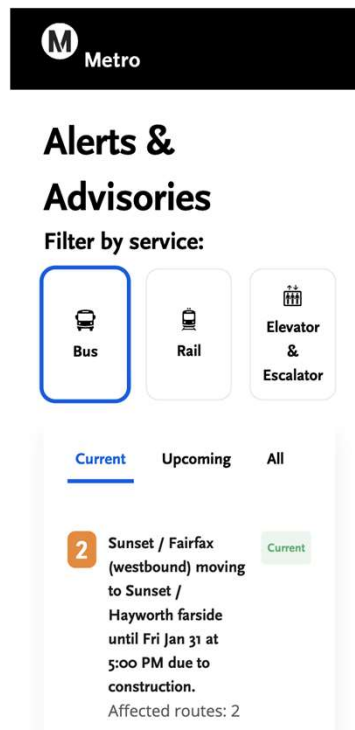 M Metro
Alerts &
Advisories
Filter by service:
Bus
Rail
Elevator
&
Escalator
Current Upcoming All
2
Sunset / Fairfax
(westbound) moving
to Sunset /
Hayworth farside
until Fri Jan 31 at
5:00 PM due to
construction.
Affected routes: 2
Current